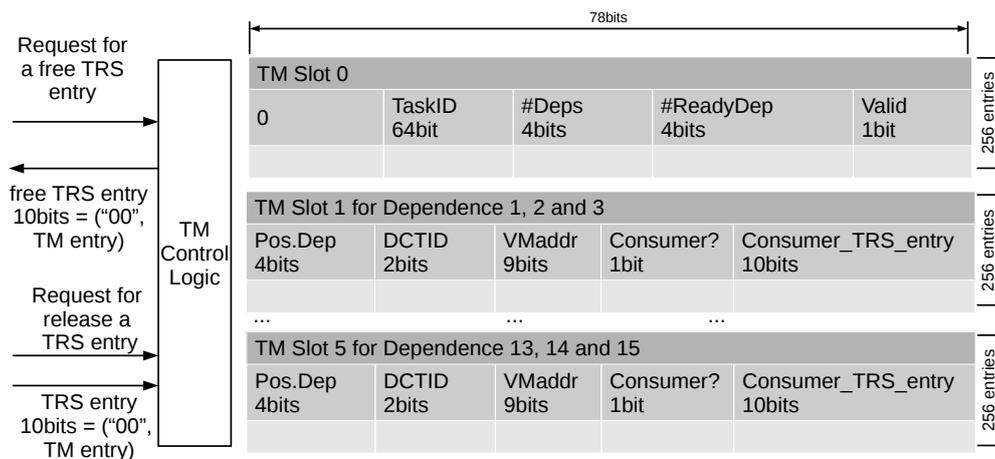 78bits
Request for
a free TRS
entry
free TRS entry
10bits = (“00”,
TM entry)
Request for
release a
TRS entry
TRS entry
10bits = (“00”,
TM entry)
TM
Control
Logic
TM Slot 0
0 TaskID #Deps #ReadyDep Valid
64bit 4bits 4bits 1bit
256 entries
TM Slot 1 for Dependence 1, 2 and 3
Pos.Dep DCTID VMaddr Consumer? Consumer_TRS_entry
4bits 2bits 9bits 1bit 10bits
256 entries
... ... ...
TM Slot 5 for Dependence 13, 14 and 15
Pos.Dep DCTID VMaddr Consumer? Consumer_TRS_entry
4bits 2bits 9bits 1bit 10bits
256 entries